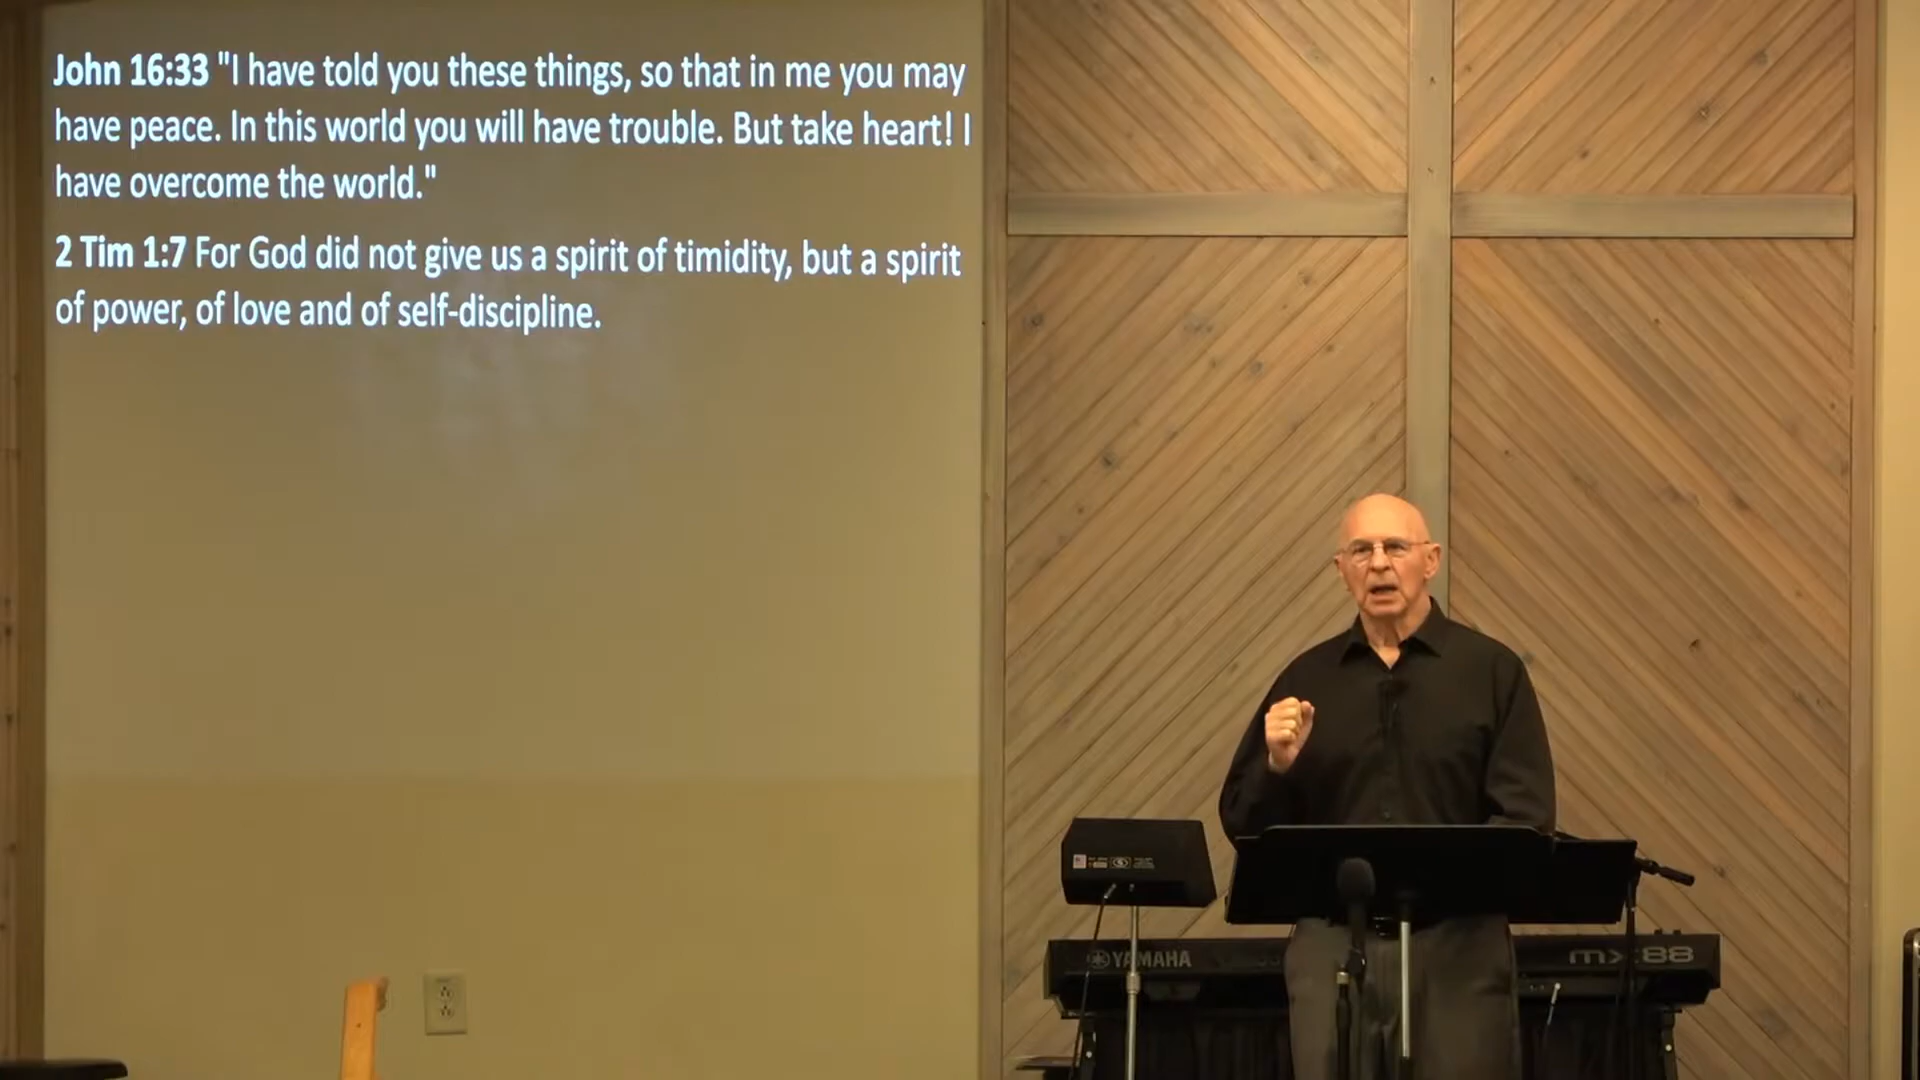 John 16:33 "I have told you these things, so that in me you may
have peace. In this world you will have trouble. But take heart! I
have overcome the world."
2 Tim 1:7 For God did not give us a spirit of timidity, but a spirit
of power, of love and of self-discipline.
YAMAHA
MX88